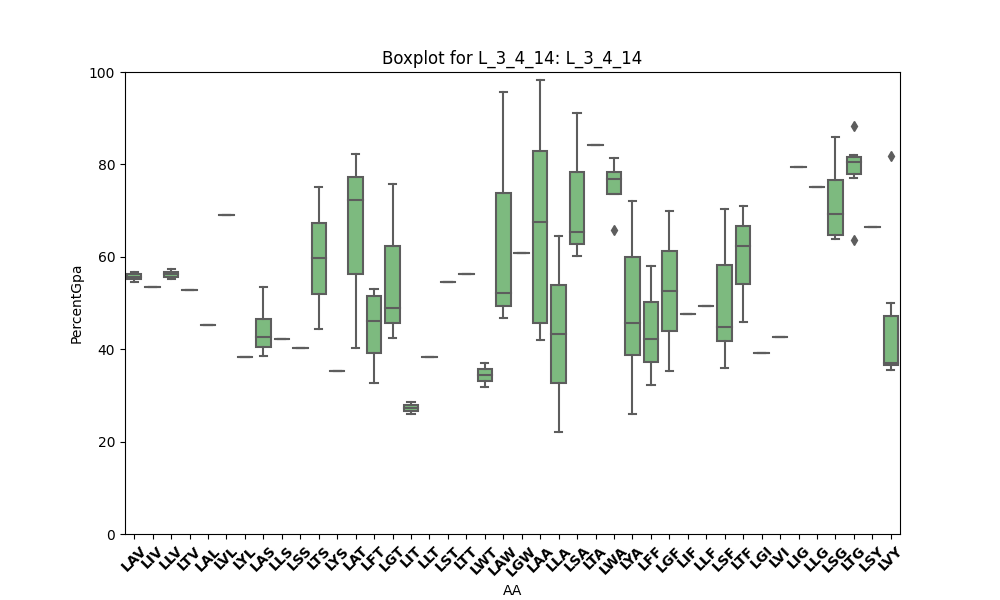 Boxplot for L_3_4_14: L_3_4_14
PercentGpa
100
80
60
40
20
0
LAV LIV LLV LTV LAL LVL LYL LAS LLS LSS LTS LYS LAT LFT LGT LIT LLT LST LTT LWT LAW LGW LAA LLA LSA LTA LWA LYA LFF LGF LIF LLF LSF LTF LGI LVI LIG LLG LSG LTG LSY LVY
AA